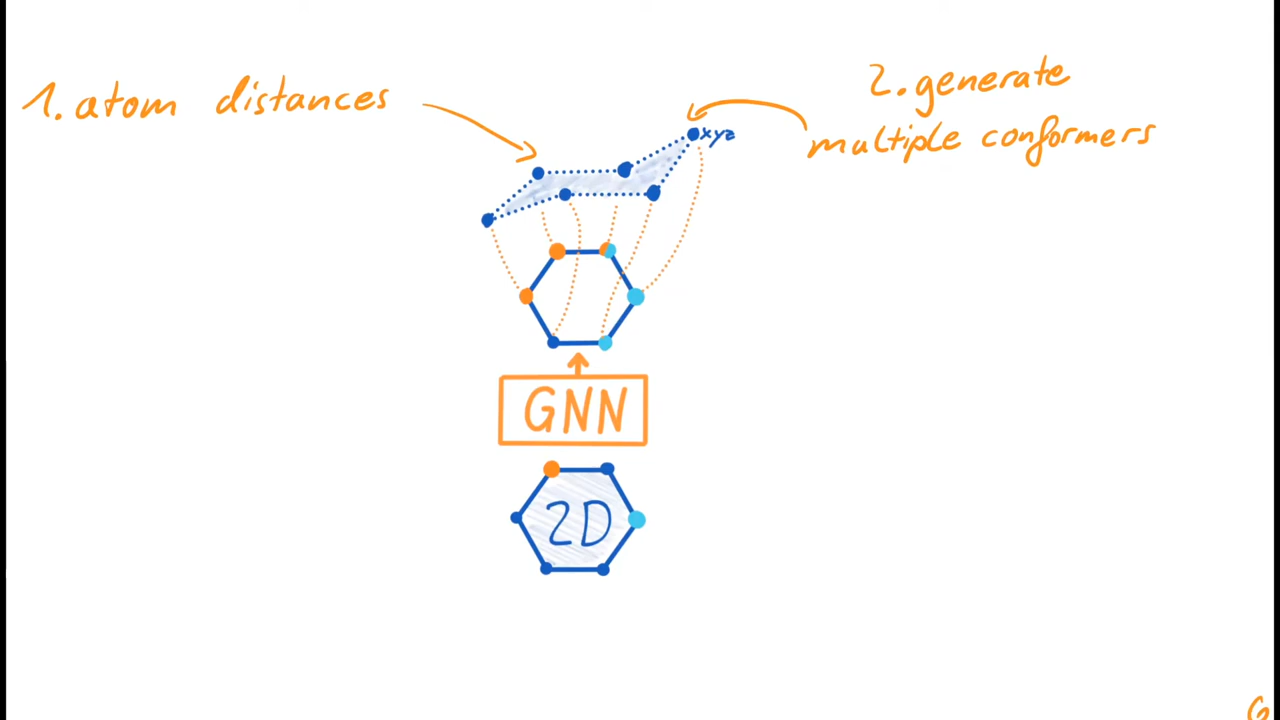 1. atom distances
2. generate
multiple conformers
xyz
GNN
2D